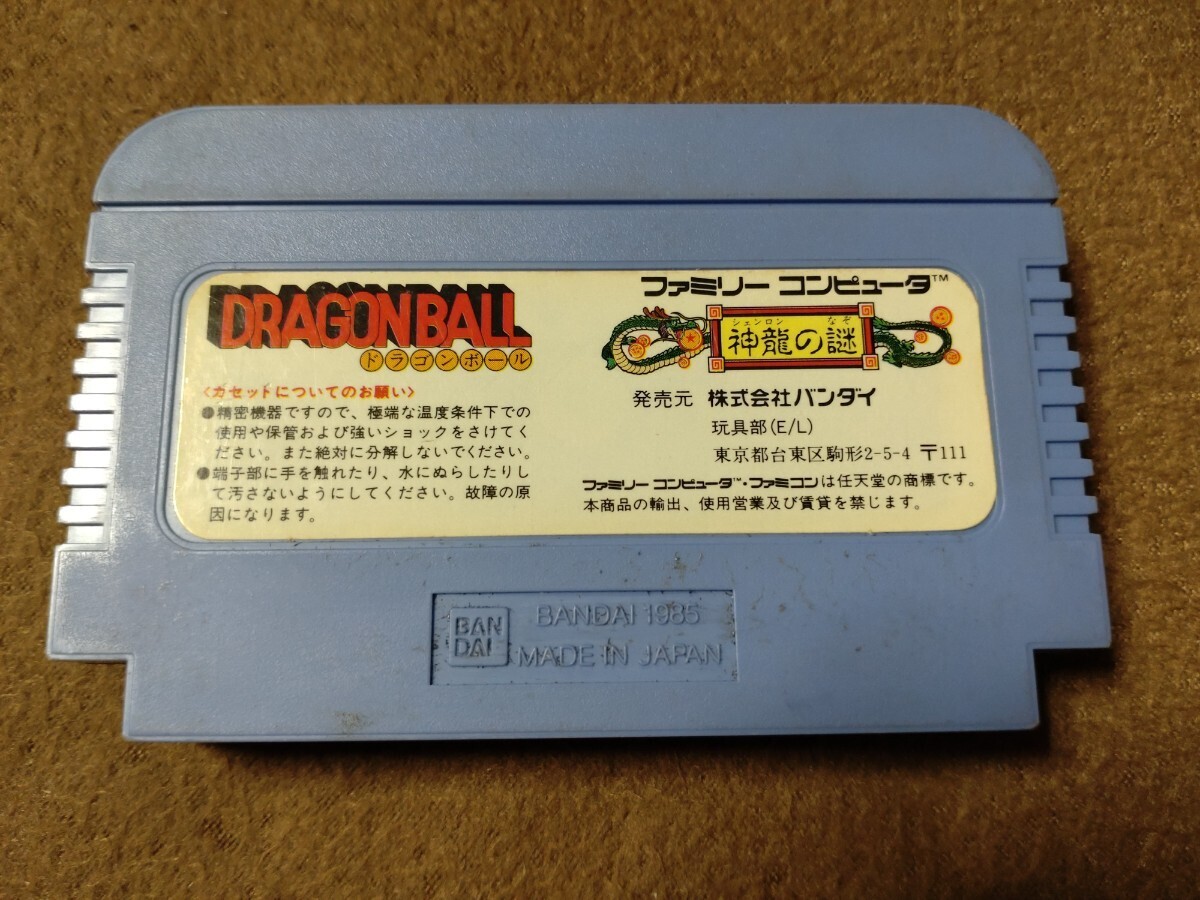 DRAGON BALL
ドラゴンボール
〈カセットについてのお願い〉
●精密機器ですので、極端な温度条件下での
使用や保管および強いショックをさけてく
ださい。また絶対に分解しないでください。
●端子部に手を触れたり、水にぬらしたりし
て汚さないようにしてください。故障の原
因になります。
ファミリー コンピュータ™
シェンロン なぞ
神龍の謎
発売元 株式会社バンダイ
玩具部(E/L)
東京都台東区駒形2-5-4 〒111
ファミリー コンピュータ™・ファミコンは任天堂の商標です。
本商品の輸出、使用営業及び賃貸を禁じます。
BAN
DAI
BANDAI 1985
MADE IN JAPAN